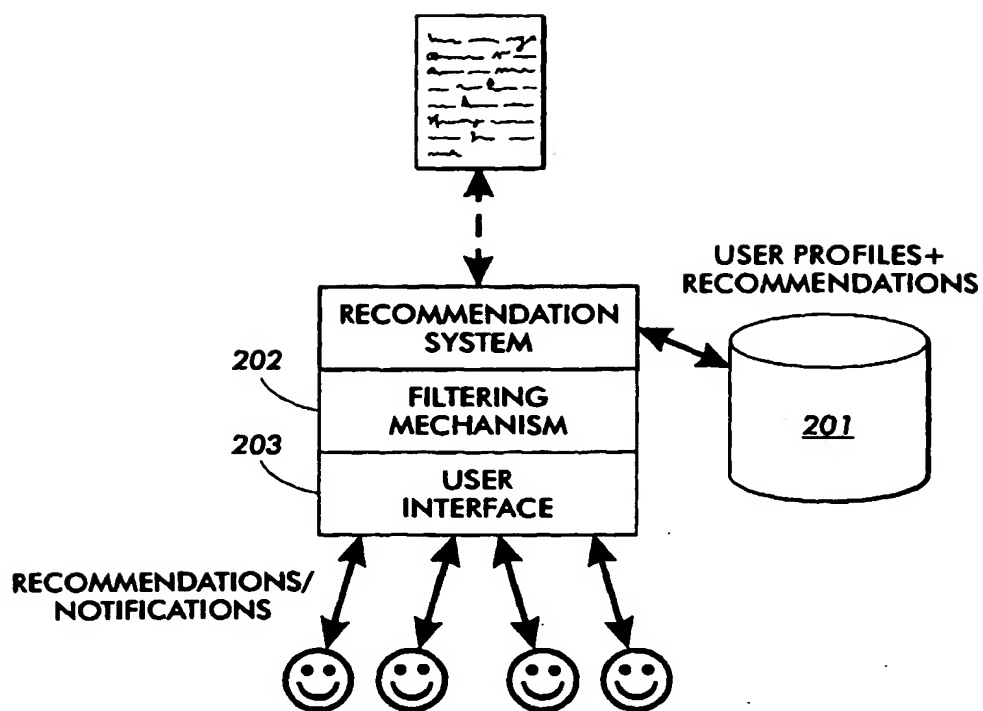 USER PROFILES+
RECOMMENDATIONS
RECOMMENDATION
SYSTEM
202
FILTERING
MECHANISM
201
203
USER
INTERFACE
RECOMMENDATIONS/
NOTIFICATIONS